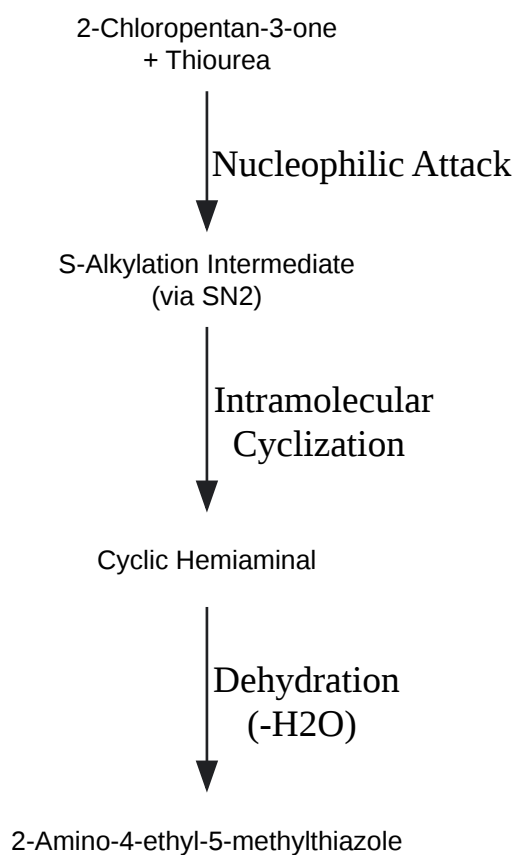 2-Chloropentan-3-one
+ Thiourea
Nucleophilic Attack
S-Alkylation Intermediate
(via SN2)
Intramolecular
Cyclization
Cyclic Hemiaminal
Dehydration
(-H2O)
2-Amino-4-ethyl-5-methylthiazole